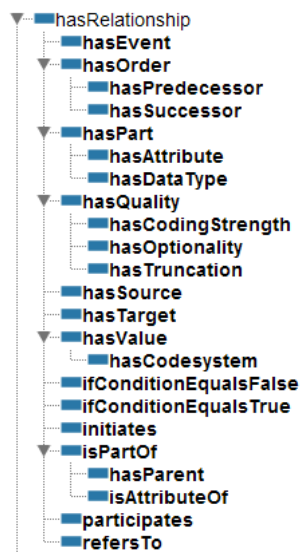 hasRelationship
hasEvent
hasOrder
hasPredecessor
hasSuccessor
hasPart
hasAttribute
hasDataType
hasQuality
hasCodingStrength
hasOptionality
hasTruncation
hasSource
hasTarget
hasValue
hasCodesystem
ifConditionEqualsFalse
ifConditionEqualsTrue
initiates
isPartOf
hasParent
isAttributeOf
participates
refersTo